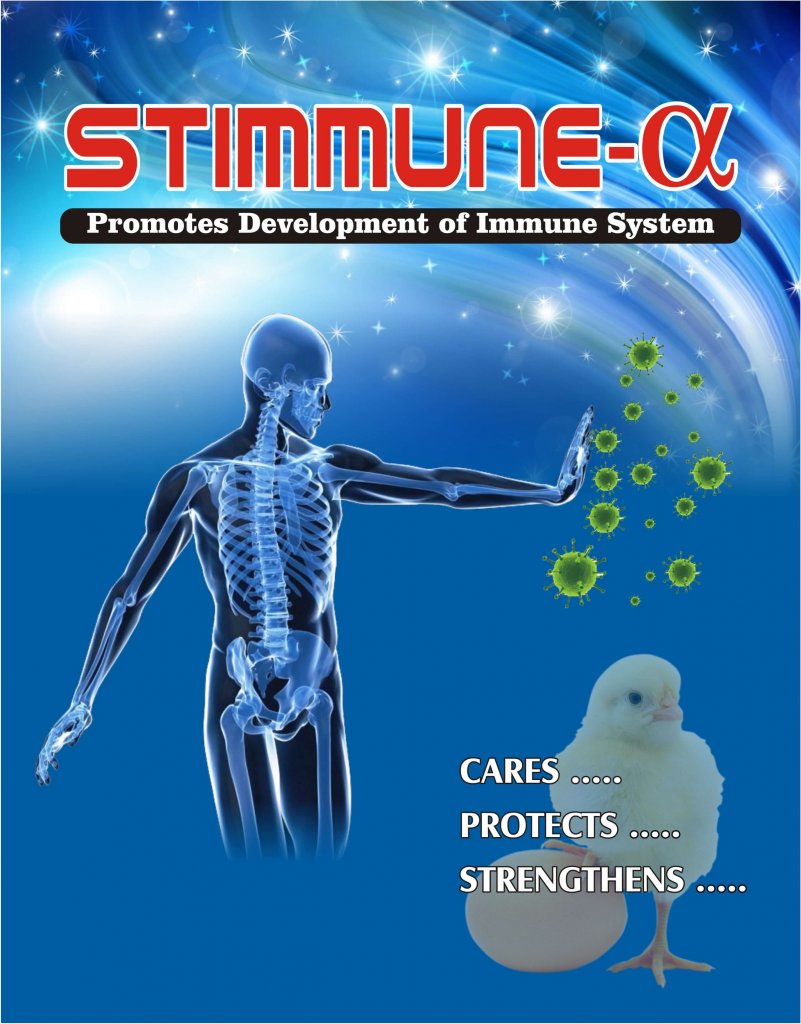 STIMMUNE-α
Promotes Development of Immune System
CARES .....
PROTECTS .....
STRENGTHENS .....